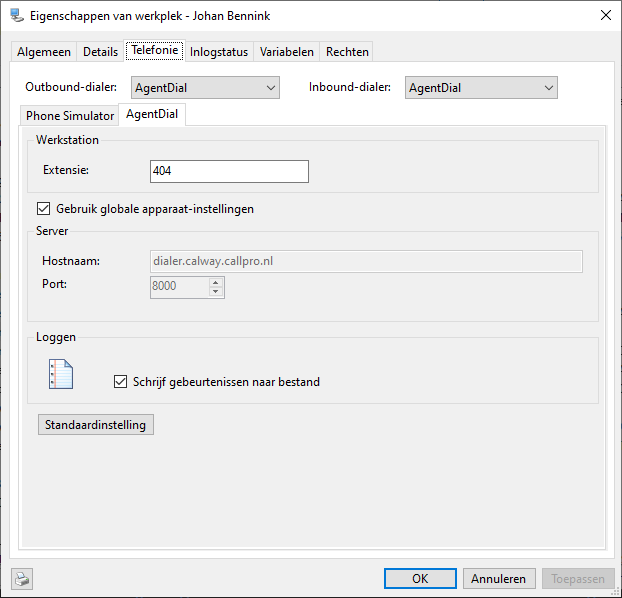 Eigenschappen van werkplek - Johan Bennink
Algemeen Details Telefonie Inlogstatus Variabelen Rechten
Outbound-dialer: AgentDial Inbound-dialer: AgentDial
Phone Simulator AgentDial
Werkstation
Extensie: 404
Gebruik globale apparaat-instellingen
Server
Hostnaam: dialer.calway.callpro.nl
Port: 8000
Loggen
Schrijf gebeurtenissen naar bestand
Standaardinstelling
OK Annuleren Toepassen